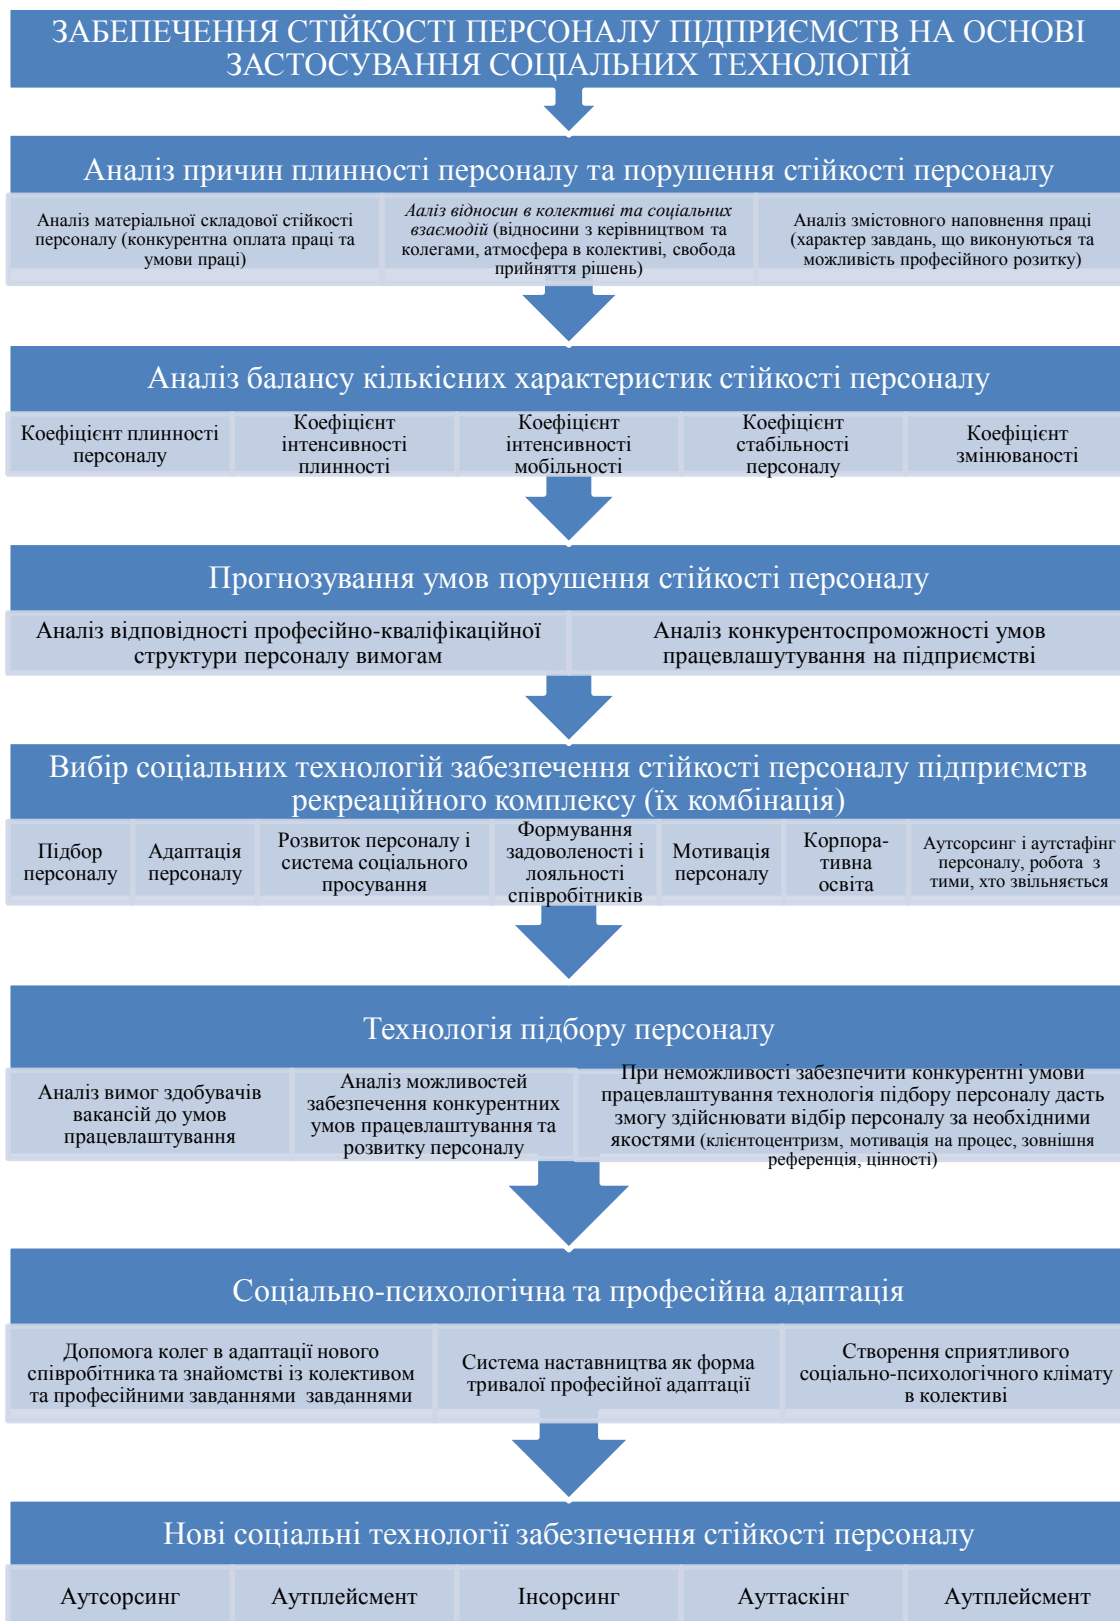 ЗАБЕПЕЧЕННЯ СТІЙКОСТІ ПЕРСОНАЛУ ПІДПРИЄМСТВ НА ОСНОВІ
ЗАСТОСУВАННЯ СОЦІАЛЬНИХ ТЕХНОЛОГІЙ
Аналіз причин плинності персоналу та порушення стійкості персоналу
Аналіз матеріальної складової стійкості
персоналу (конкурентна оплата праці та
умови праці)
Ааліз відносин в колективі та соціальних
взаємодій (відносини з керівництвом та
колегами, атмосфера в колективі, свобода
прийняття рішень)
Аналіз змістовного наповнення праці
(характер завдань, що виконуються та
можливість професійного розитку)
Аналіз балансу кількісних характеристик стійкості персоналу
Коефіцієнт плинності
персоналу
Коефіцієнт
інтенсивності
плинності
Коефіцієнт
інтенсивності
мобільності
Коефіцієнт
стабільності
персоналу
Коефіцієнт
змінюваності
Прогнозування умов порушення стійкості персоналу
Аналіз відповідності професійно-кваліфікаційної
структури персоналу вимогам
Аналіз конкурентоспроможності умов
працевлашутування на підприємстві
Вибір соціальних технологій забезпечення стійкості персоналу підприємств
рекреаційного комплексу (їх комбінація)
Підбор
персоналу
Адаптація
персоналу
Розвиток персоналу і
система соціального
просування
Формування
задоволеності і
лояльності
співробітників
Мотивація
персоналу
Корпора-
тивна
освіта
Аутсорсинг і аутстафінг
персоналу, робота з
тими, хто звільняється
Технологія підбору персоналу
Аналіз вимог здобувачів
вакансій до умов
працевлаштування
Аналіз можливостей
забезпечення конкурентних
умов працевлаштування та
розвитку персоналу
При неможливості забезпечити конкурентні умови
працевлаштування технологія підбору персоналу дасть
змогу здійснювати відбір персоналу за необхідними
якостями (клієнтоцентризм, мотивація на процес, зовнішня
референція, цінності)
Соціально-психологічна та професійна адаптація
Допомога колег в адаптації нового
співробітника та знайомстві із колективом
та професійними завданнями завданнями
Система наставництва як форма
тривалої професійної адаптації
Створення сприятливого
соціально-психологічного клімату
в колективі
Нові соціальні технології забезпечення стійкості персоналу
Аутсорсинг
Аутплейсмент
Інсорсинг
Ауттаскінг
Аутплейсмент